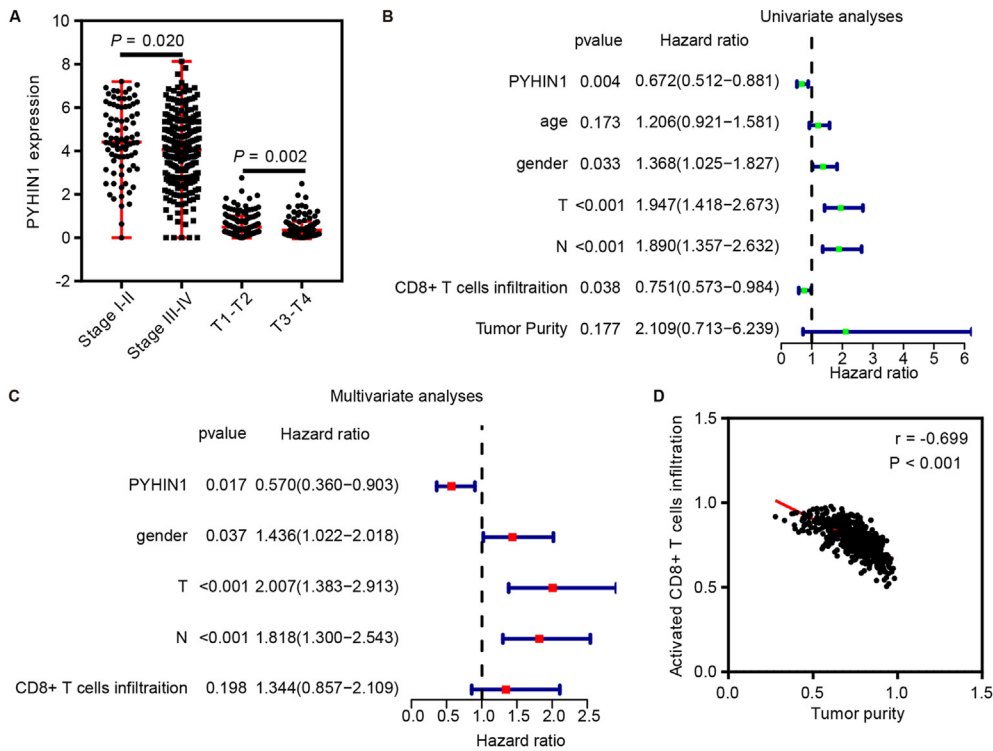 A
PYHIN1 expression
10
8
6
4
2
0
-2
P = 0.020
P = 0.002
Stage I-II
Stage III-IV
T1-T2
T3-T4
B
Univariate analyses
pvalue Hazard ratio
PYHIN1 0.004 0.672(0.512−0.881)
age 0.173 1.206(0.921−1.581)
gender 0.033 1.368(1.025−1.827)
T <0.001 1.947(1.418−2.673)
N <0.001 1.890(1.357−2.632)
CD8+ T cells infiltraition 0.038 0.751(0.573−0.984)
Tumor Purity 0.177 2.109(0.713−6.239)
0 1 2 3 4 5 6
Hazard ratio
C
Multivariate analyses
pvalue Hazard ratio
PYHIN1 0.017 0.570(0.360−0.903)
gender 0.037 1.436(1.022−2.018)
T <0.001 2.007(1.383−2.913)
N <0.001 1.818(1.300−2.543)
CD8+ T cells infiltraition 0.198 1.344(0.857−2.109)
0.0 0.5 1.0 1.5 2.0 2.5
Hazard ratio
D
Activated CD8+ T cells infiltration
1.5
1.0
0.5
0.0
r = -0.699
P < 0.001
0.0 0.5 1.0 1.5
Tumor purity